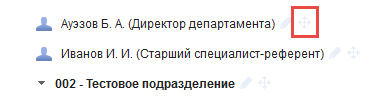 Ауззов Б. А. (Директор департамента)
Иванов И. И. (Старший специалист-референт)
002 - Тестовое подразделение